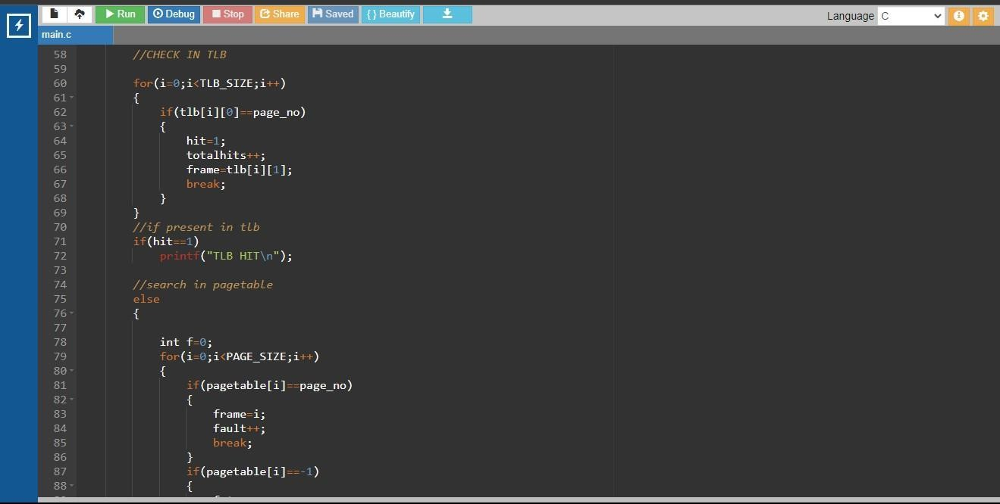 Run Debug Stop Share Saved { } Beautify Language C
main.c
58 //CHECK IN TLB
59
60 for(i=0;i<TLB_SIZE;i++)
61 {
62 if(tlb[i][0]==page_no)
63 {
64 hit=1;
65 totalhits++;
66 frame=tlb[i][1];
67 break;
68 }
69 }
70 //if present in tlb
71 if(hit==1)
72 printf("TLB HIT\n");
73
74 //search in pagetable
75 else
76 {
77
78 int f=0;
79 for(i=0;i<PAGE_SIZE;i++)
80 {
81 if(pagetable[i]==page_no)
82 {
83 frame=i;
84 fault++;
85 break;
86 }
87 if(pagetable[i]==-1)
88 {